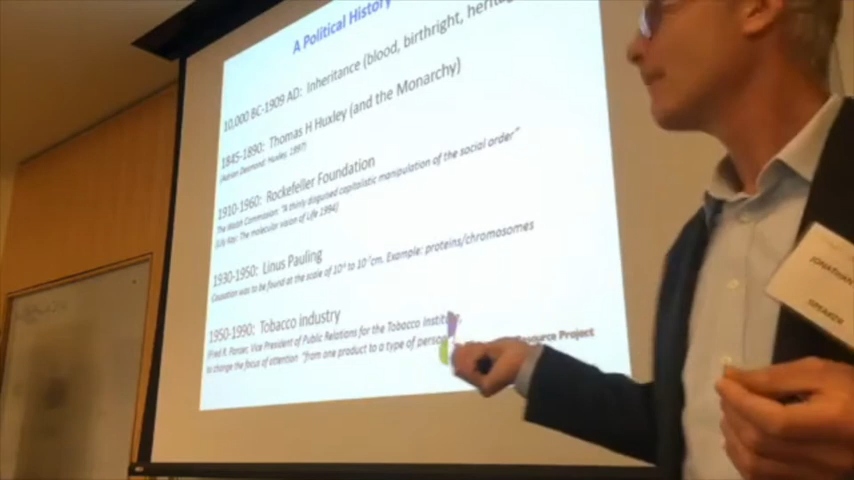 A Political History
10,000 BC-1909 AD: Inheritance (blood, birthright,
1845-1890: Thomas H Huxley (and the Monarchy)
(Adrian Desmond: Huxley, 1997)
1910-1960: Rockefeller Foundation
The Walsh Commission: "A thinly disguised capitalistic manipulation of the social order"
(Lily Kay: The molecular vision of Life 1994)
1930-1950: Linus Pauling
Causation was to be found at the scale of Example: proteins/chromosomes
1950-1990: Tobacco industry
(Fred R. Panzer, Vice President of Public Relations for the Tobacco
to change the focus of attention "from one product to a type of
Resource Project
JONATHAN
SPEAKER